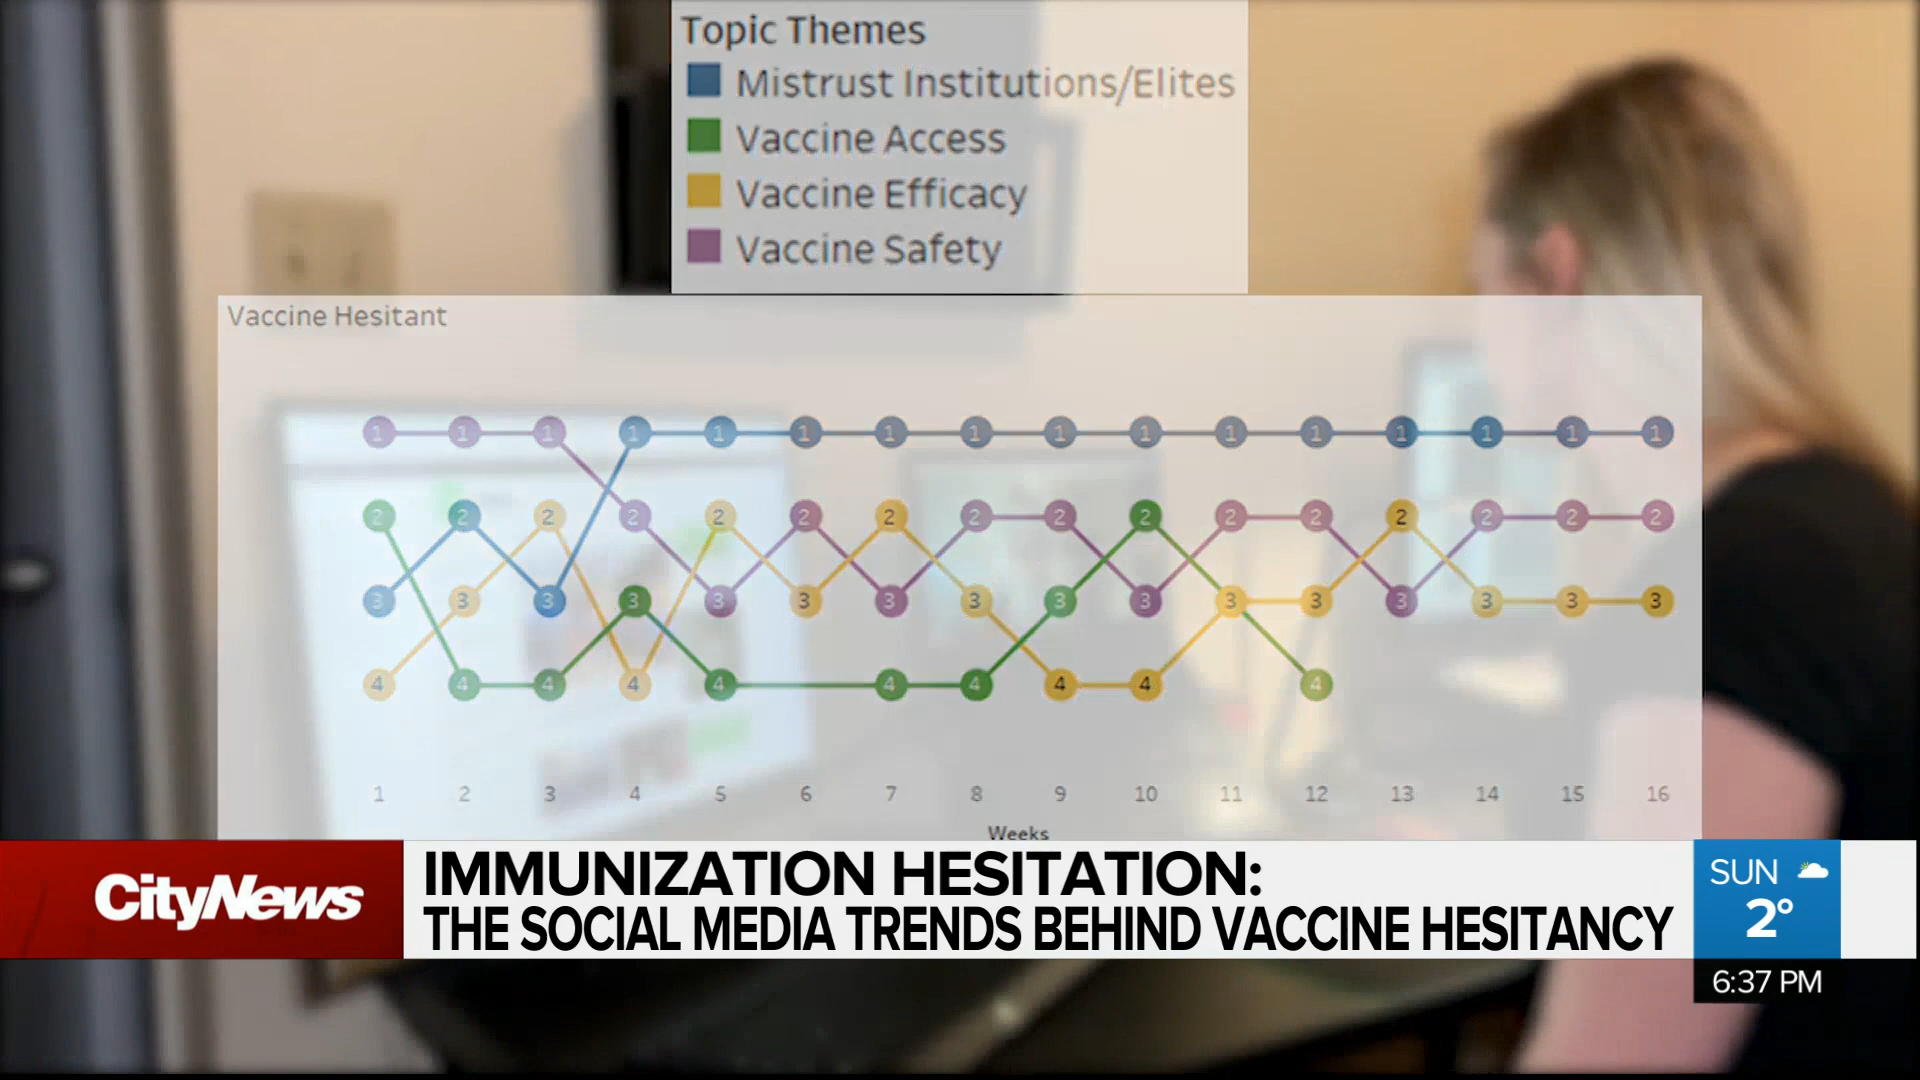 Topic Themes
Mistrust Institutions/Elites
Vaccine Access
Vaccine Efficacy
Vaccine Safety
Vaccine Hesitant
1 1 1 1 1 1 1 1 1 1 1 1 1 1 1 1
2 2 2 2 2 2 2 2 2 2 2 2 2 2 2 2
3 3 3 3 3 3 3 3 3 3 3 3 3 3 3 3
4 4 4 4 4 4 4 4 4 4
1 2 3 4 5 6 7 8 9 10 11 12 13 14 15 16
Weeks
CityNews
IMMUNIZATION HESITATION:
THE SOCIAL MEDIA TRENDS BEHIND VACCINE HESITANCY
SUN
2°
6:37 PM